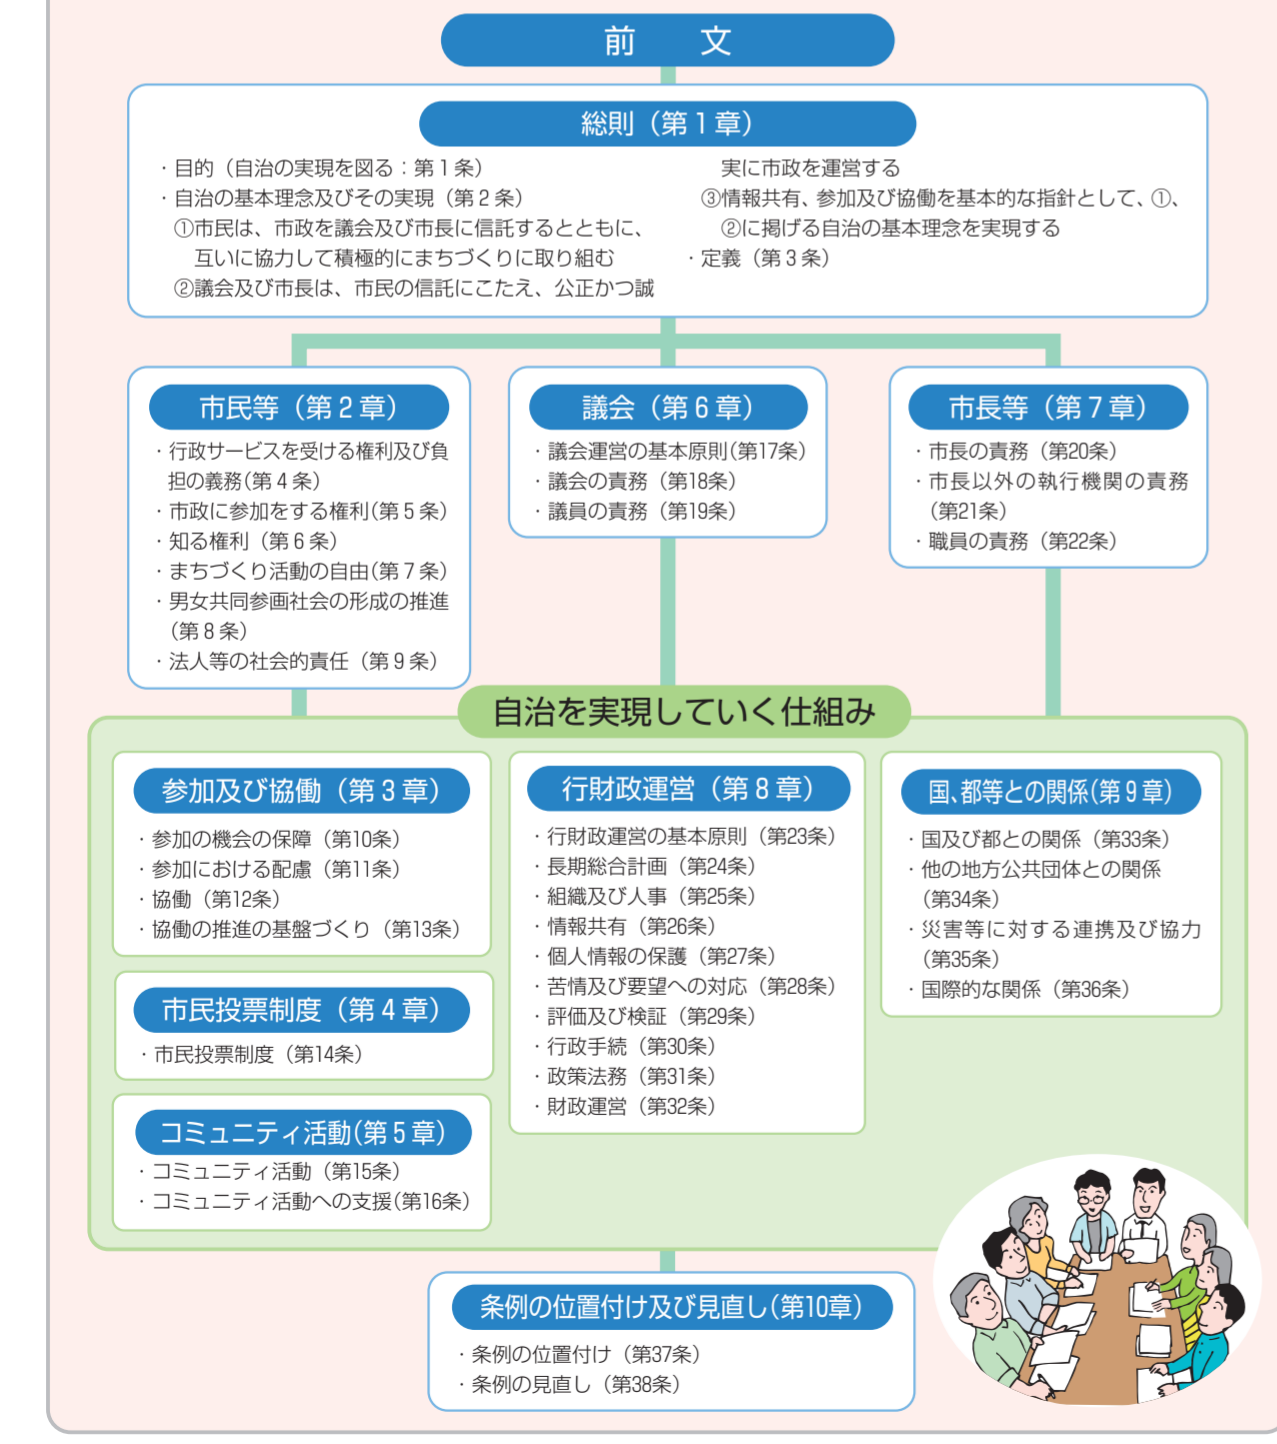 前　文
総則（第１章）
・目的（自治の実現を図る：第１条）
・自治の基本理念及びその実現（第２条）
①市民は、市政を議会及び市長に信託するとともに、
互いに協力して積極的にまちづくりに取り組む
②議会及び市長は、市民の信託にこたえ、公正かつ誠
実に市政を運営する
③情報共有、参加及び協働を基本的な指針として、①、
②に掲げる自治の基本理念を実現する
・定義（第３条）
市民等（第２章）
・行政サービスを受ける権利及び負
担の義務(第４条）
・市政に参加をする権利(第５条）
・知る権利（第６条）
・まちづくり活動の自由(第７条）
・男女共同参画社会の形成の推進
（第８条）
・法人等の社会的責任（第９条）
議会（第６章）
・議会運営の基本原則(第17条）
・議会の責務（第18条）
・議員の責務（第19条）
市長等（第７章）
・市長の責務（第20条）
・市長以外の執行機関の責務
（第21条）
・職員の責務（第22条）
自治を実現していく仕組み
参加及び協働（第３章）
・参加の機会の保障（第10条）
・参加における配慮（第11条）
・協働（第12条）
・協働の推進の基盤づくり（第13条）
市民投票制度（第４章）
・市民投票制度（第14条）
コミュニティ活動(第５章）
・コミュニティ活動（第15条）
・コミュニティ活動への支援(第16条）
行財政運営（第８章）
・行財政運営の基本原則（第23条）
・長期総合計画（第24条）
・組織及び人事（第25条）
・情報共有（第26条）
・個人情報の保護（第27条）
・苦情及び要望への対応（第28条）
・評価及び検証（第29条）
・行政手続（第30条）
・政策法務（第31条）
・財政運営（第32条）
国、都等との関係(第９章）
・国及び都との関係（第33条）
・他の地方公共団体との関係
（第34条）
・災害等に対する連携及び協力
（第35条）
・国際的な関係（第36条）
条例の位置付け及び見直し(第10章）
・条例の位置付け（第37条）
・条例の見直し（第38条）